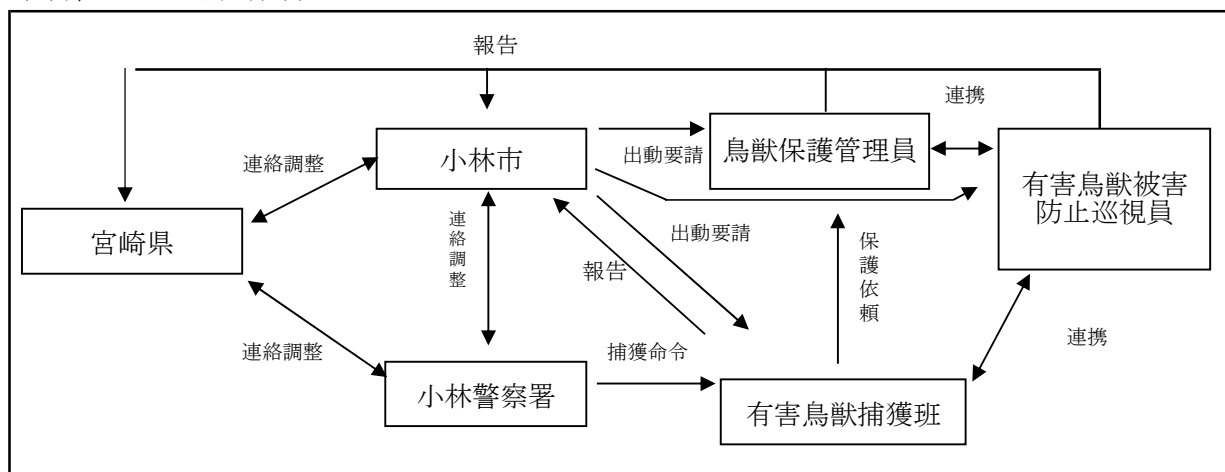 報告
連携
小林市
出動要請
鳥獣保護管理員
有害鳥獣被害
防止巡視員
連絡調整
宮崎県
連絡調整
出動要請
報告
保護依頼
連絡調整
捕獲命令
連携
小林警察署
有害鳥獣捕獲班